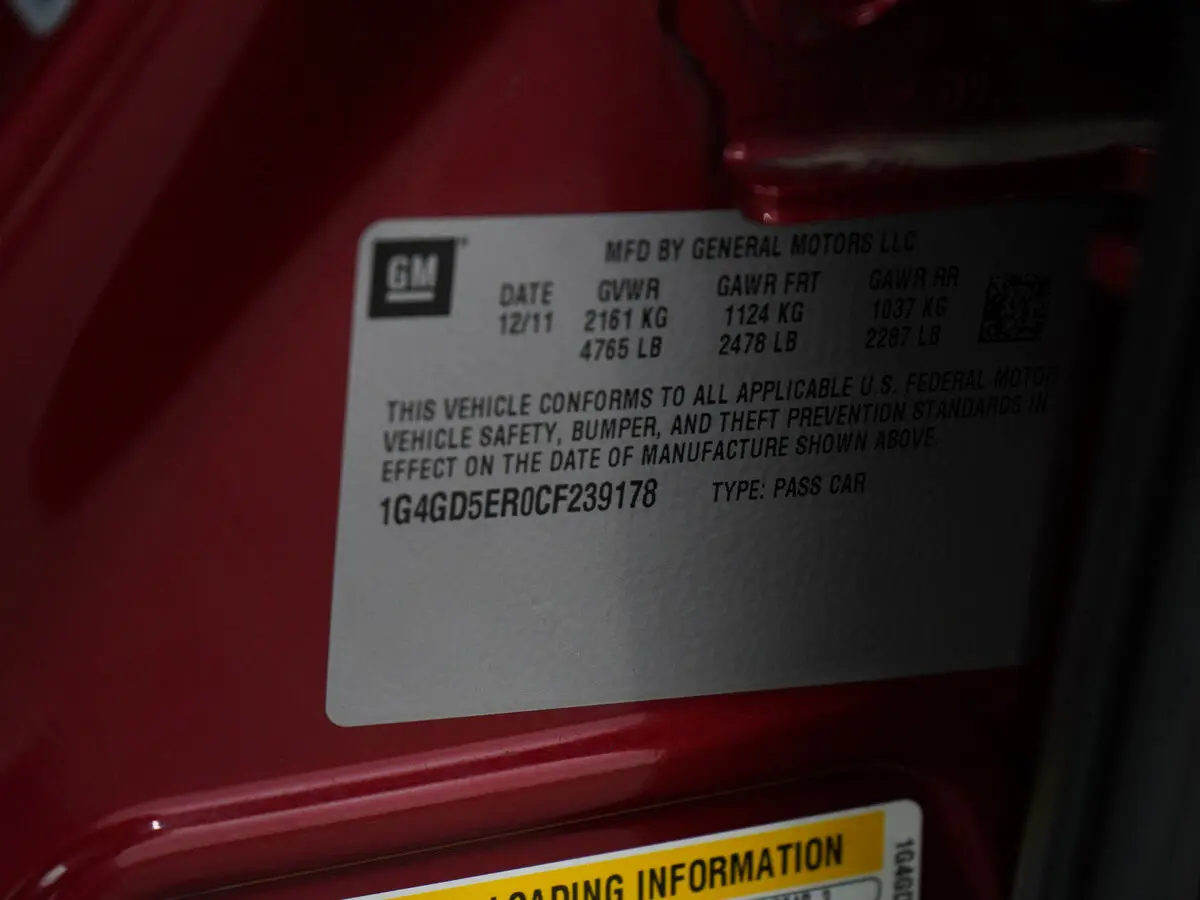 GM
MFD BY GENERAL MOTORS LLC
DATE GVWR GAWR FRT GAWR RR
12/11 2161 KG 1124 KG 1037 KG
4765 LB 2478 LB 2287 LB
THIS VEHICLE CONFORMS TO ALL APPLICABLE U.S. FEDERAL MOTOR
VEHICLE SAFETY, BUMPER, AND THEFT PREVENTION STANDARDS IN
EFFECT ON THE DATE OF MANUFACTURE SHOWN ABOVE.
1G4GD5ER0CF239178 TYPE: PASS CAR
OADING INFORMATION
1G4GD